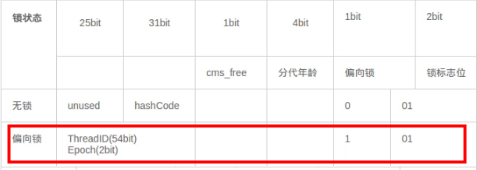 锁状态 25bit 31bit 1bit 4bit 1bit 2bit
cms_free 分代年龄 偏向锁 锁标志位
无锁 unused hashCode 0 01
偏向锁 ThreadID(54bit) 1 01
Epoch(2bit)